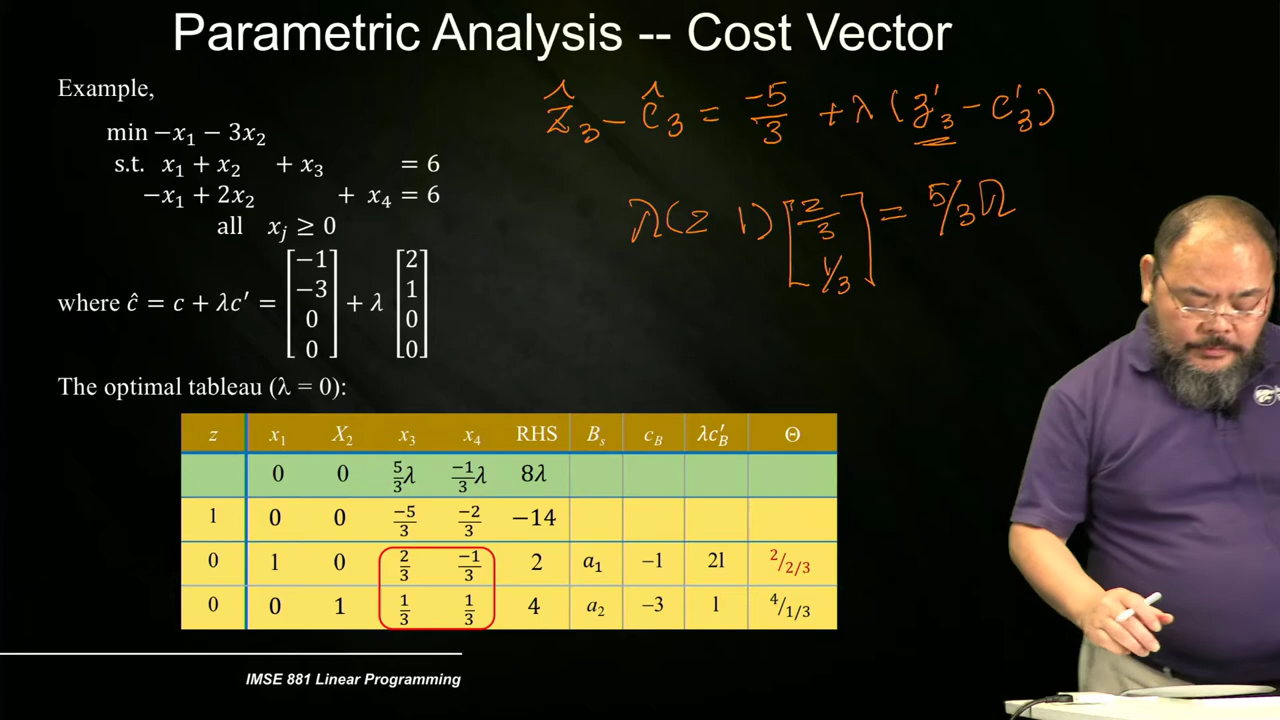 Parametric Analysis -- Cost Vector
Example,
min −x₁ − 3x₂
s.t. x₁ + x₂ + x₃ = 6
−x₁ + 2x₂ + x₄ = 6
all xⱼ ≥ 0
where ĉ = c + λc′ = [−1 −3 0 0] + λ [2 1 0 0]
ẑ₃ − ĉ₃ = −5/3 + λ (z′₃ − c′₃)
λ(2 1) [2/3 1/3] = 5/3 λ
The optimal tableau (λ = 0):
z x₁ X₂ x₃ x₄ RHS Bₛ c_B λc′_B Θ
0 0 5/3λ −1/3λ 8λ
1 0 0 −5/3 −2/3 −14
0 1 0 2/3 −1/3 2 a₁ −1 2l 2/2/3
0 0 1 1/3 1/3 4 a₂ −3 l 4/1/3
IMSE 881 Linear Programming